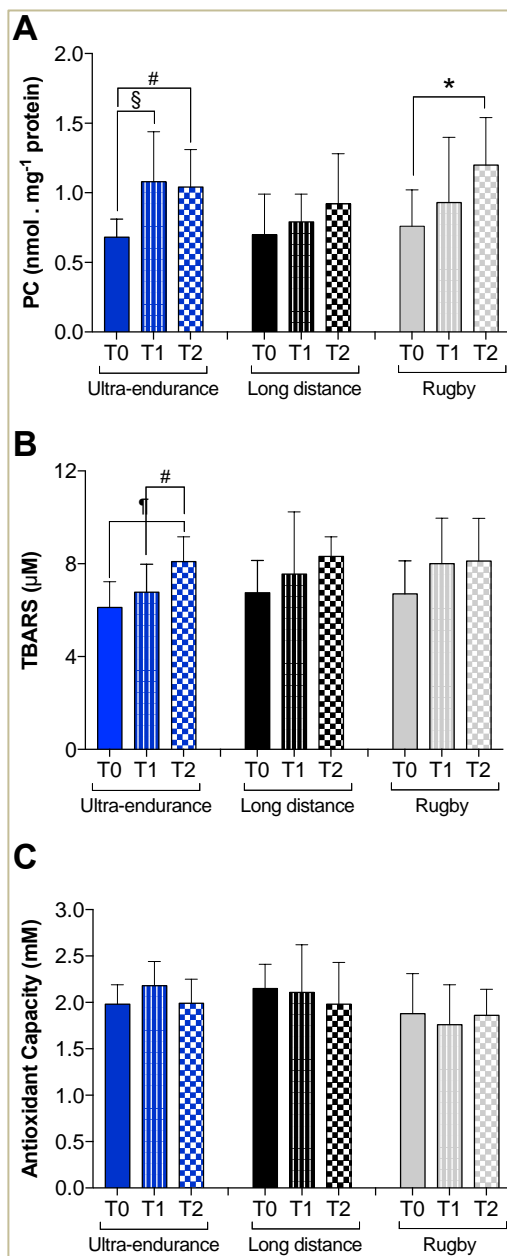 A
PC (nmol . mg⁻¹ protein)
2.0
1.5
1.0
0.5
0.0
#
§
*
T0 T1 T2 T0 T1 T2 T0 T1 T2
Ultra-endurance Long distance Rugby
B
TBARS (µM)
12
8
4
0
#
¶
T0 T1 T2 T0 T1 T2 T0 T1 T2
Ultra-endurance Long distance Rugby
C
Antioxidant Capacity (mM)
3.0
2.5
2.0
1.5
1.0
0.5
0.0
T0 T1 T2 T0 T1 T2 T0 T1 T2
Ultra-endurance Long distance Rugby